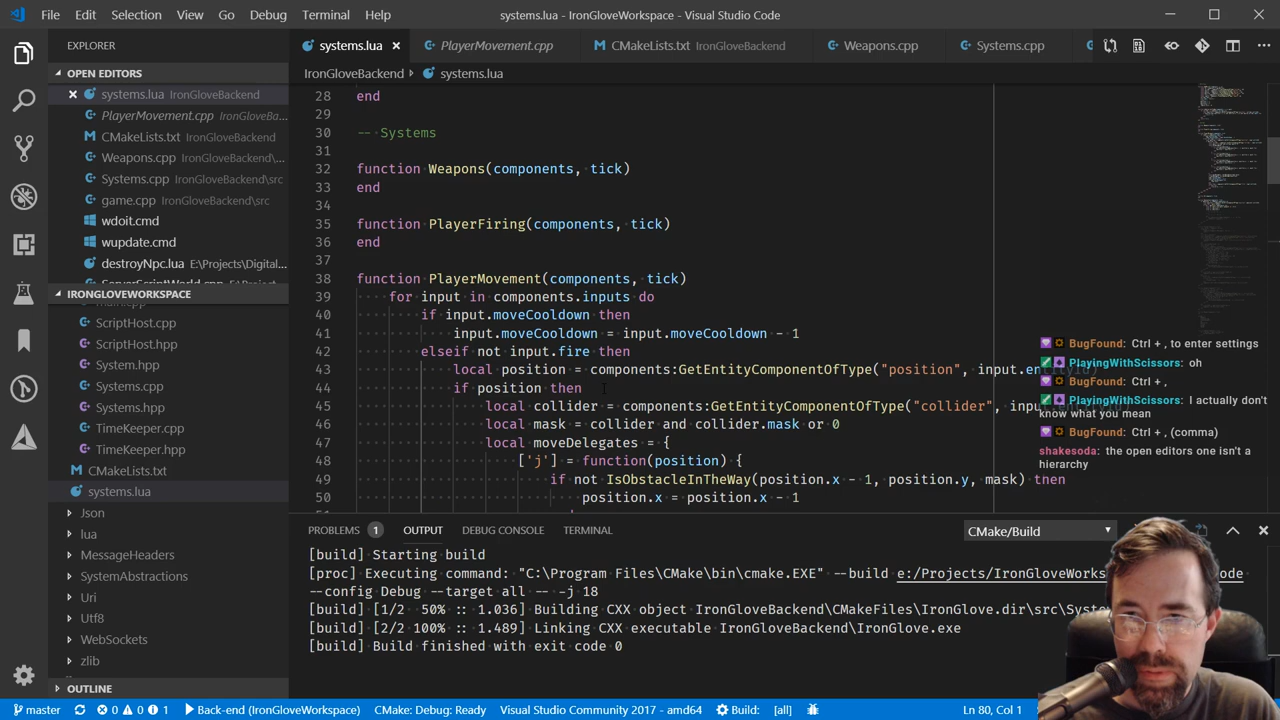 File Edit Selection View Go Debug Terminal Help
systems.lua - IronGloveWorkspace - Visual Studio Code
EXPLORER
OPEN EDITORS
systems.lua IronGloveBackend
PlayerMovement.cpp IronGloveBa...
CMakeLists.txt IronGloveBackend
Weapons.cpp IronGloveBackend\...
Systems.cpp IronGloveBackend\src
game.cpp IronGloveBackend\src
wdoit.cmd
wupdate.cmd
destroyNpc.lua E:\Projects\Digital...
IRONGLOVEWORKSPACE
ScriptHost.cpp
ScriptHost.hpp
System.hpp
Systems.cpp
Systems.hpp
TimeKeeper.cpp
TimeKeeper.hpp
CMakeLists.txt
systems.lua
Json
lua
MessageHeaders
SystemAbstractions
Uri
Utf8
WebSockets
zlib
OUTLINE
systems.lua PlayerMovement.cpp CMakeLists.txt IronGloveBackend Weapons.cpp Systems.cpp
IronGloveBackend systems.lua
28 end
29
30 -- Systems
31
32 function Weapons(components, tick)
33 end
34
35 function PlayerFiring(components, tick)
36 end
37
38 function PlayerMovement(components, tick)
39 for input in components.inputs do
40 if input.moveCooldown then
41 input.moveCooldown = input.moveCooldown - 1
42 elseif not input.fire then
43 local position = components:GetEntityComponentOfType("position", input.en
44 if position then
45 local collider = components:GetEntityComponentOfType("collider", inpu
46 local mask = collider and collider.mask or 0
47 local moveDelegates = {
48 ['j'] = function(position) {
49 if not IsObstacleInTheWay(position.x - 1, position.y, mask) then
50 position.x = position.x - 1
BugFound: Ctrl + , to enter settings
PlayingWithScissors: oh
BugFound: Ctrl + ,
PlayingWithScissors: I actually don't
know what you mean
BugFound: Ctrl + , (comma)
shakesoda: the open editors one isn't a
hierarchy
PROBLEMS 1 OUTPUT DEBUG CONSOLE TERMINAL
CMake/Build
[build] Starting build
[proc] Executing command: "C:\Program Files\CMake\bin\cmake.EXE" --build e:/Projects/IronGloveWorks
--config Debug --target all -- -j 18
[build] [1/2 50% :: 1.036] Building CXX object IronGloveBackend\CMakeFiles\IronGlove.dir\src\System
[build] [2/2 100% :: 1.489] Linking CXX executable IronGloveBackend\IronGlove.exe
[build] Build finished with exit code 0
master 0 0 1 Back-end (IronGloveWorkspace) CMake: Debug: Ready Visual Studio Community 2017 - amd64 Build: [all] Ln 80, Col 1